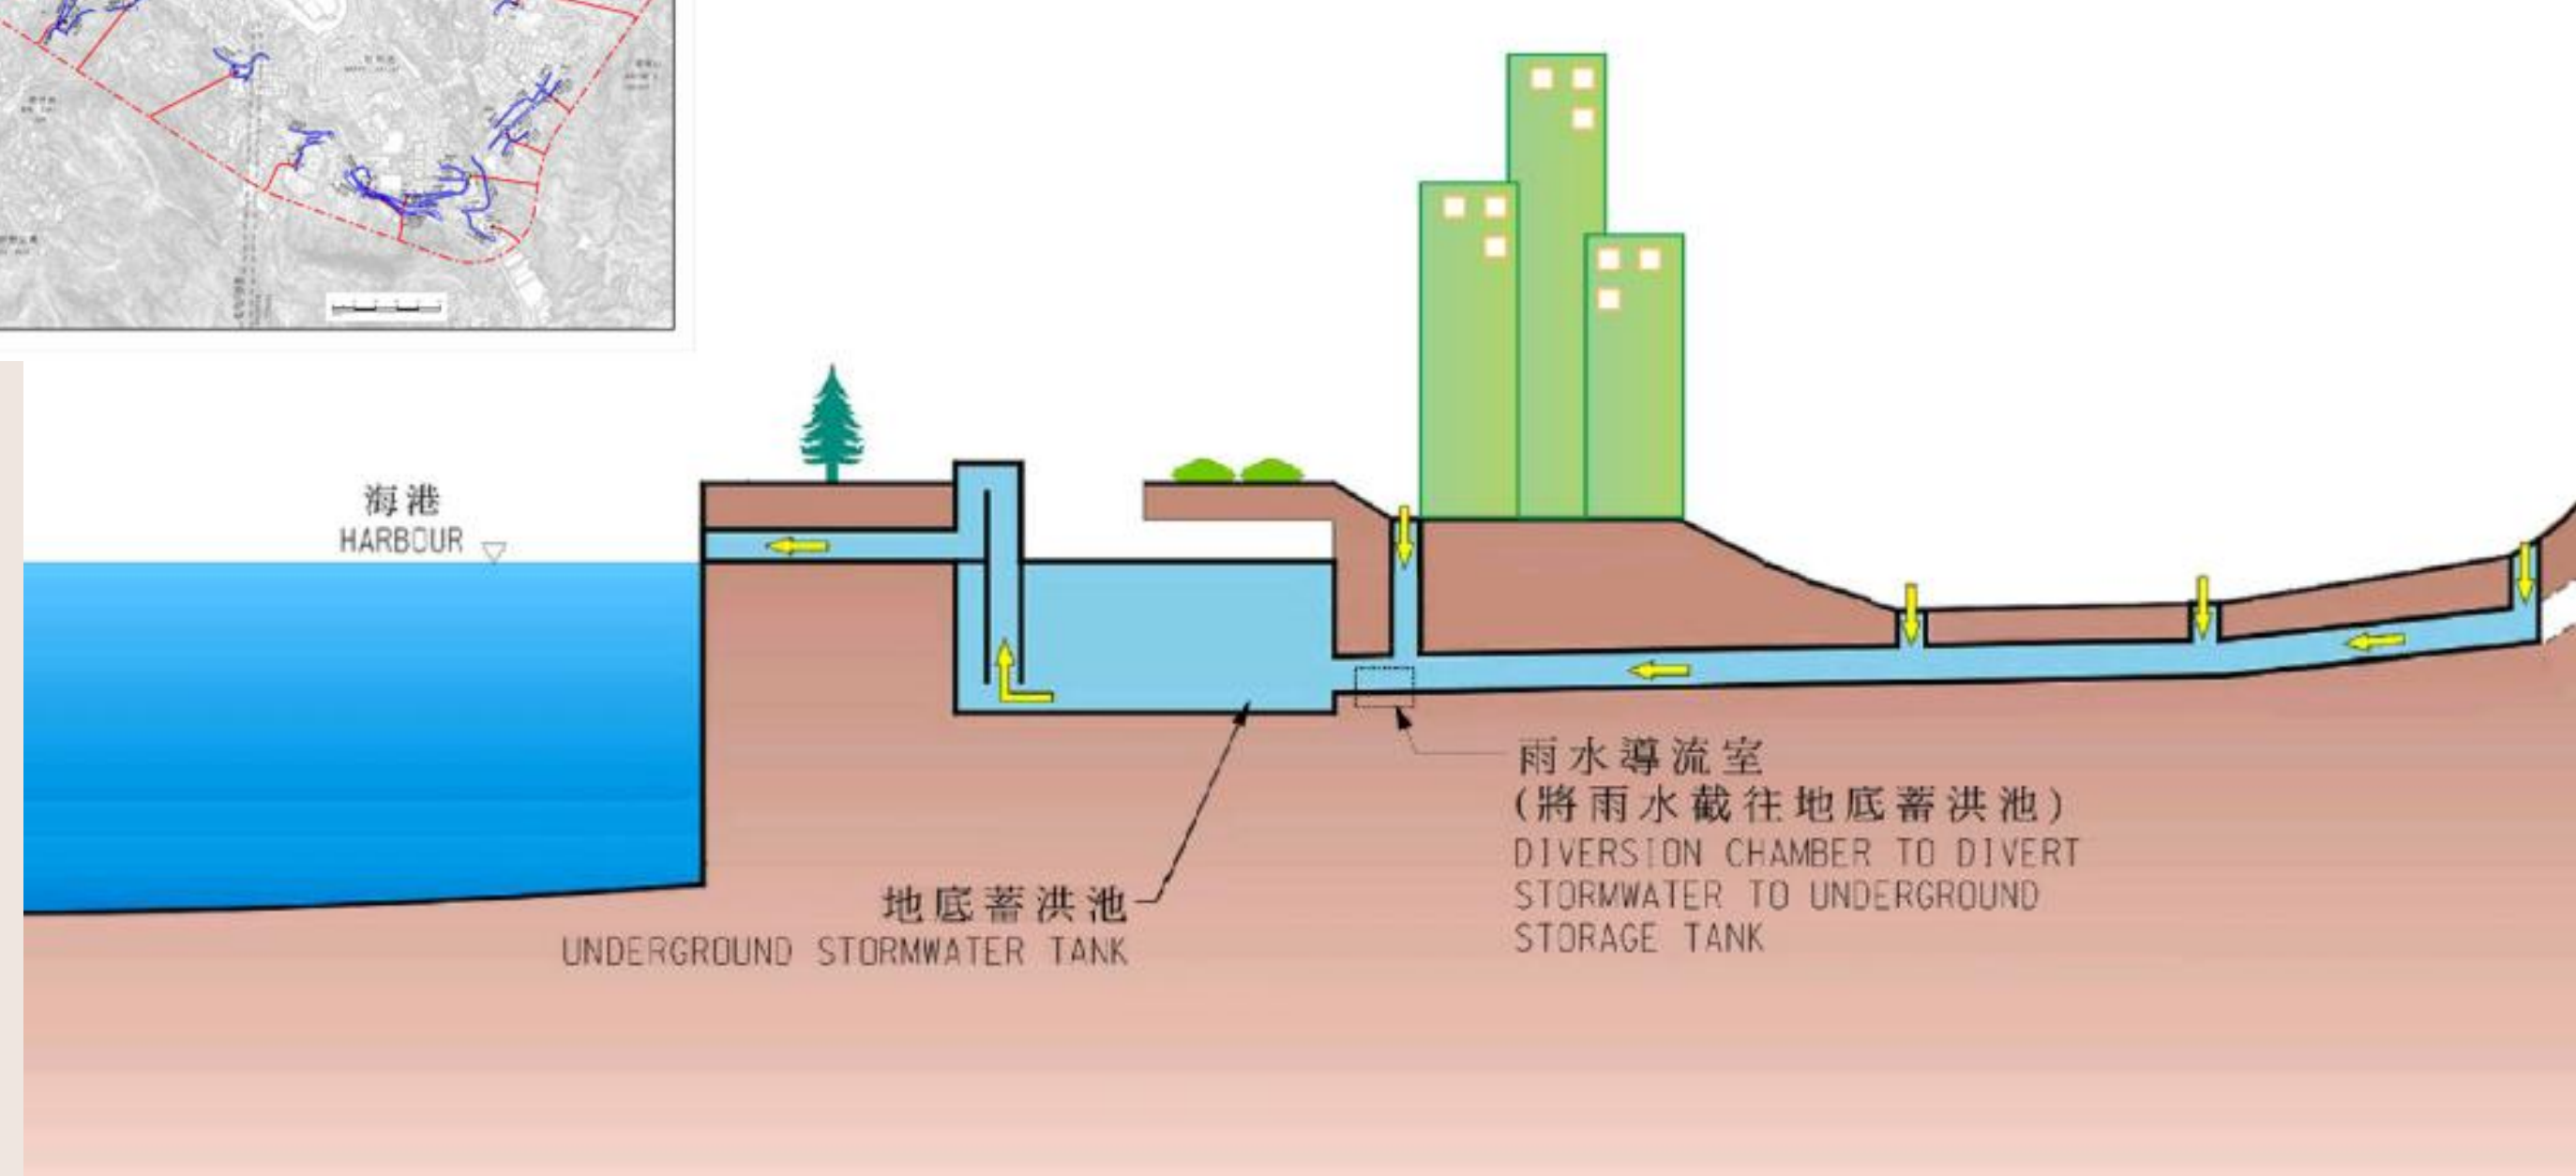 海港
HARBOUR
地底蓄洪池
UNDERGROUND STORMWATER TANK
雨水導流室
(將雨水截往地底蓄洪池)
DIVERSION CHAMBER TO DIVERT
STORMWATER TO UNDERGROUND
STORAGE TANK